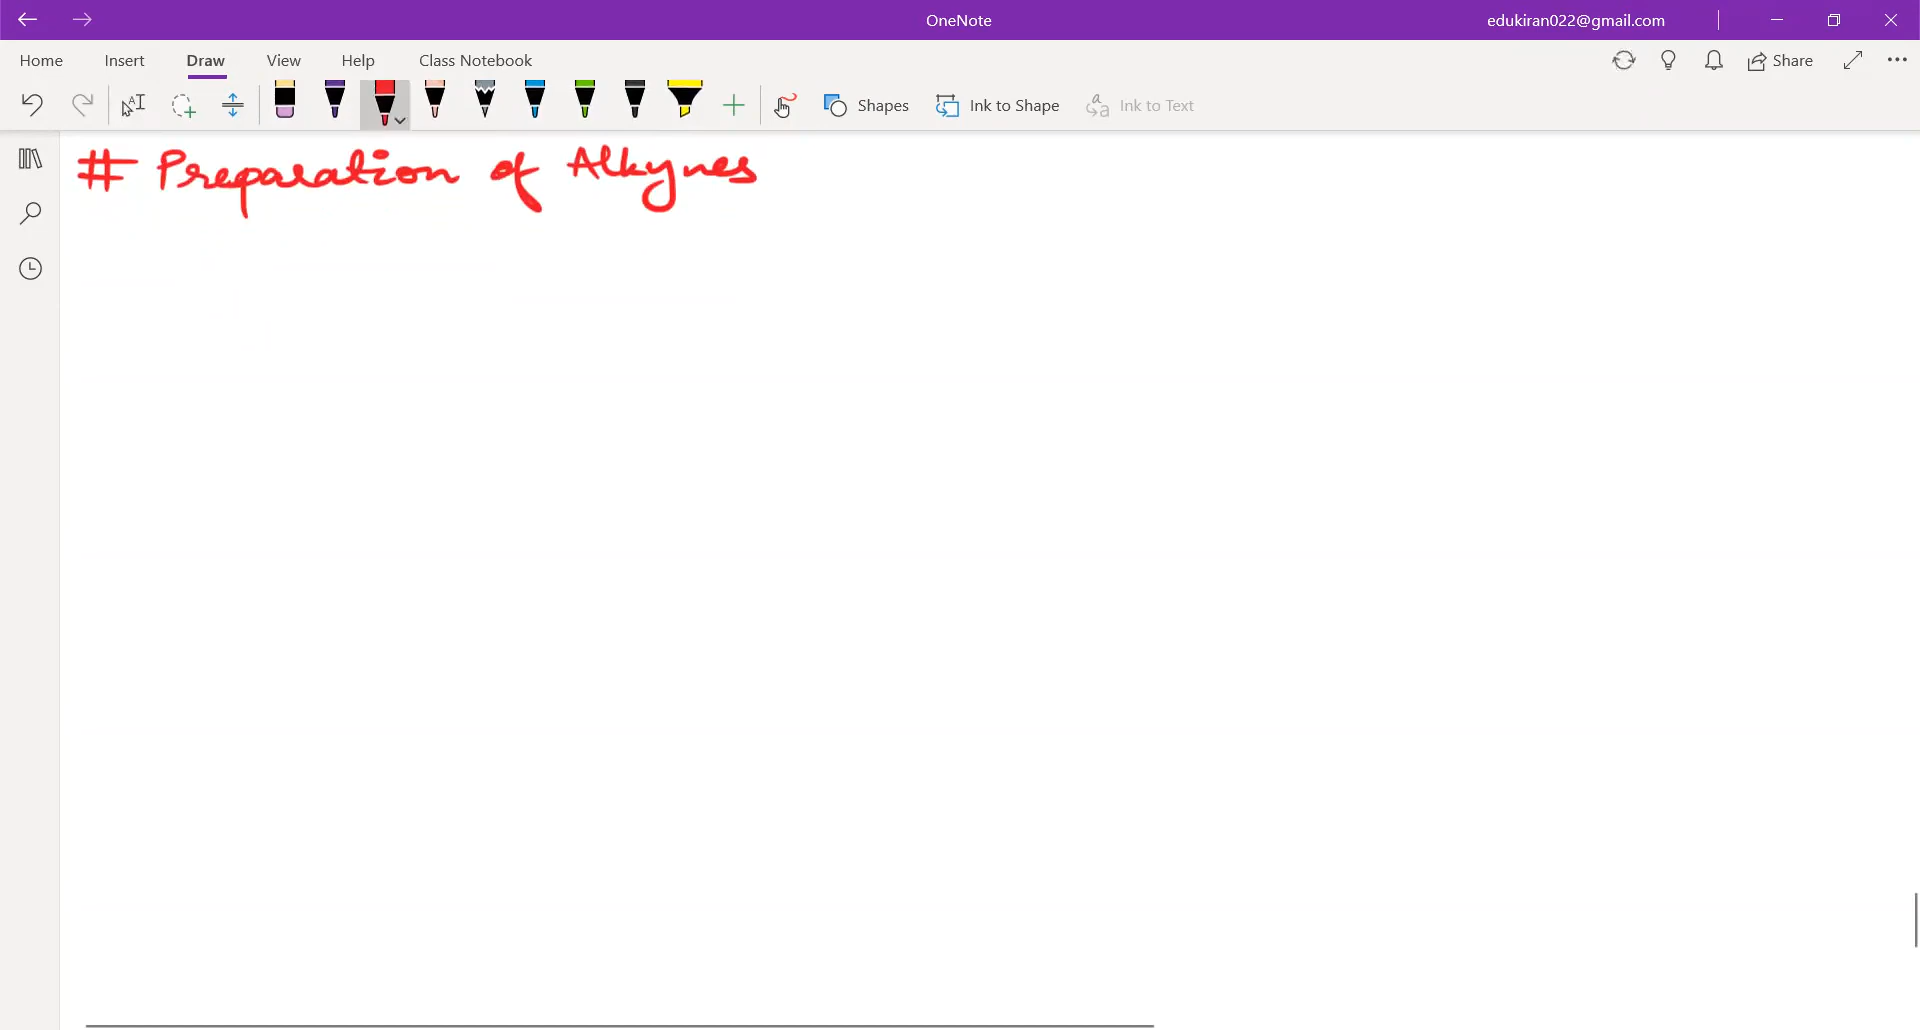 OneNote
edukiran022@gmail.com
Home Insert Draw View Help Class Notebook
Share
Shapes Ink to Shape Ink to Text
# Preparation of Alkynes